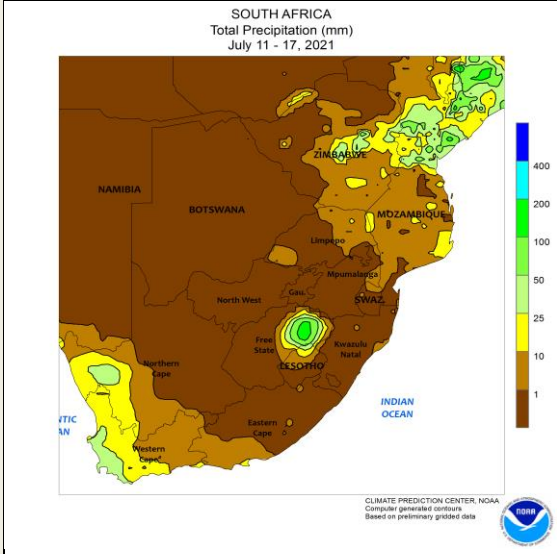 SOUTH AFRICA
Total Precipitation (mm)
July 11 - 17, 2021
ZIMBABWE
NAMIBIA
BOTSWANA
MOZAMBIQUE
Limpopo
Mpumalanga
North West
Gau.
SWAZ.
Free
State
Kwazulu
Natal
LESOTHO
Northern
Cape
INDIAN
OCEAN
NTIC
AN
Eastern
Cape
Western
Cape
400
200
100
50
25
10
1
CLIMATE PREDICTION CENTER, NOAA
Computer generated contours
Based on preliminary gridded data
NOAA